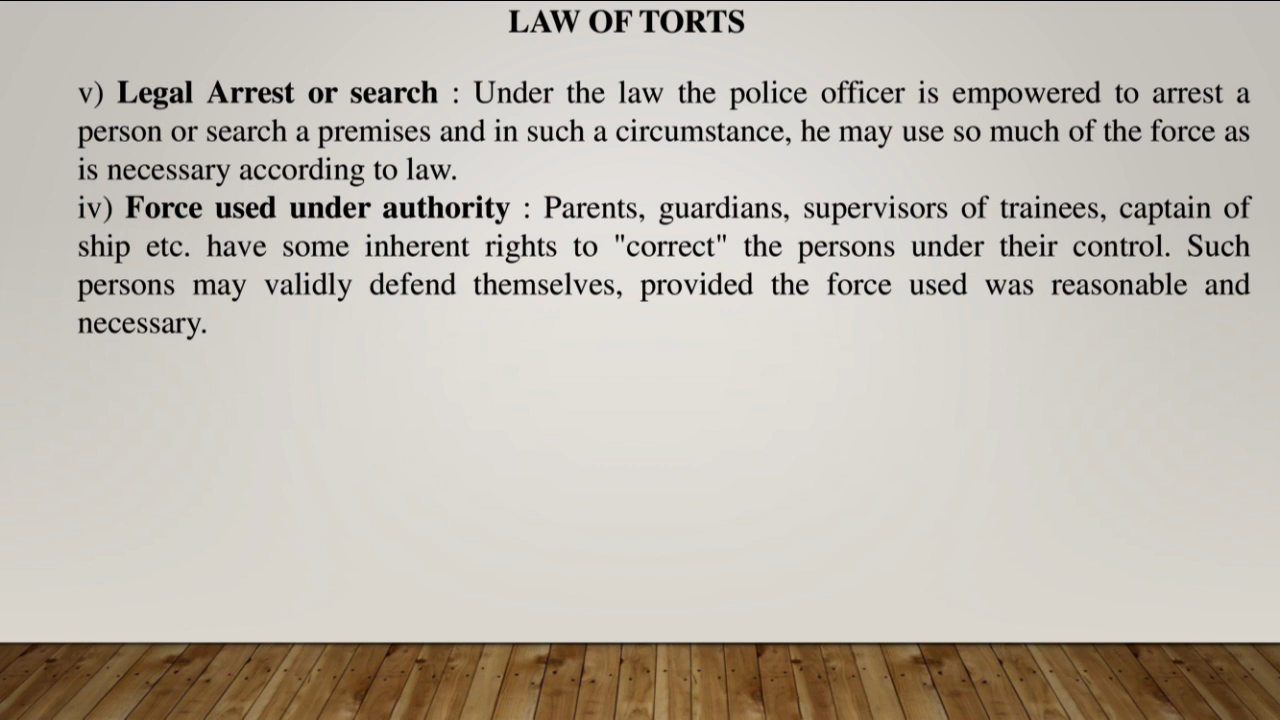 LAW OF TORTS
v) Legal Arrest or search : Under the law the police officer is empowered to arrest a
person or search a premises and in such a circumstance, he may use so much of the force as
is necessary according to law.
iv) Force used under authority : Parents, guardians, supervisors of trainees, captain of
ship etc. have some inherent rights to "correct" the persons under their control. Such
persons may validly defend themselves, provided the force used was reasonable and
necessary.